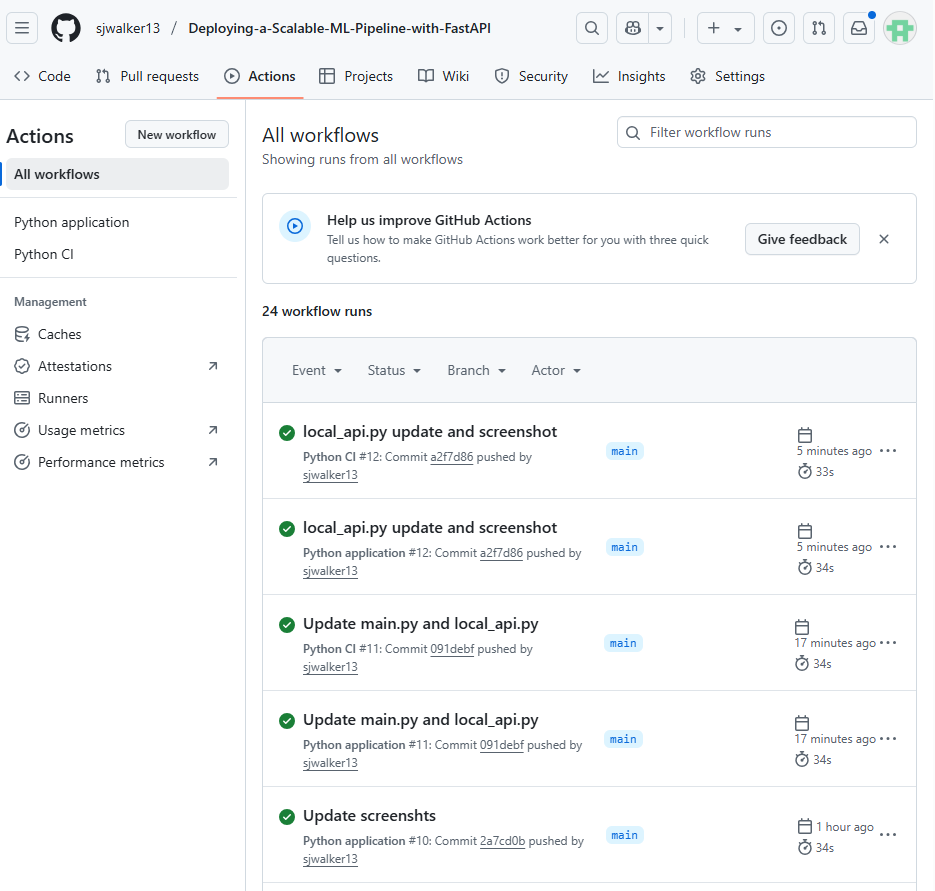 sjwalker13 / Deploying-a-Scalable-ML-Pipeline-with-FastAPI
Code Pull requests Actions Projects Wiki Security Insights Settings
Actions
New workflow
All workflows
Python application
Python CI
Management
Caches
Attestations
Runners
Usage metrics
Performance metrics
All workflows
Showing runs from all workflows
Filter workflow runs
Help us improve GitHub Actions
Tell us how to make GitHub Actions work better for you with three quick
questions.
Give feedback
24 workflow runs
Event Status Branch Actor
local_api.py update and screenshot
Python CI #12: Commit a2f7d86 pushed by
sjwalker13
main
5 minutes ago
33s
local_api.py update and screenshot
Python application #12: Commit a2f7d86 pushed by
sjwalker13
main
5 minutes ago
34s
Update main.py and local_api.py
Python CI #11: Commit 091debf pushed by
sjwalker13
main
17 minutes ago
34s
Update main.py and local_api.py
Python application #11: Commit 091debf pushed by
sjwalker13
main
17 minutes ago
34s
Update screenshts
Python application #10: Commit 2a7cd0b pushed by
sjwalker13
main
1 hour ago
34s